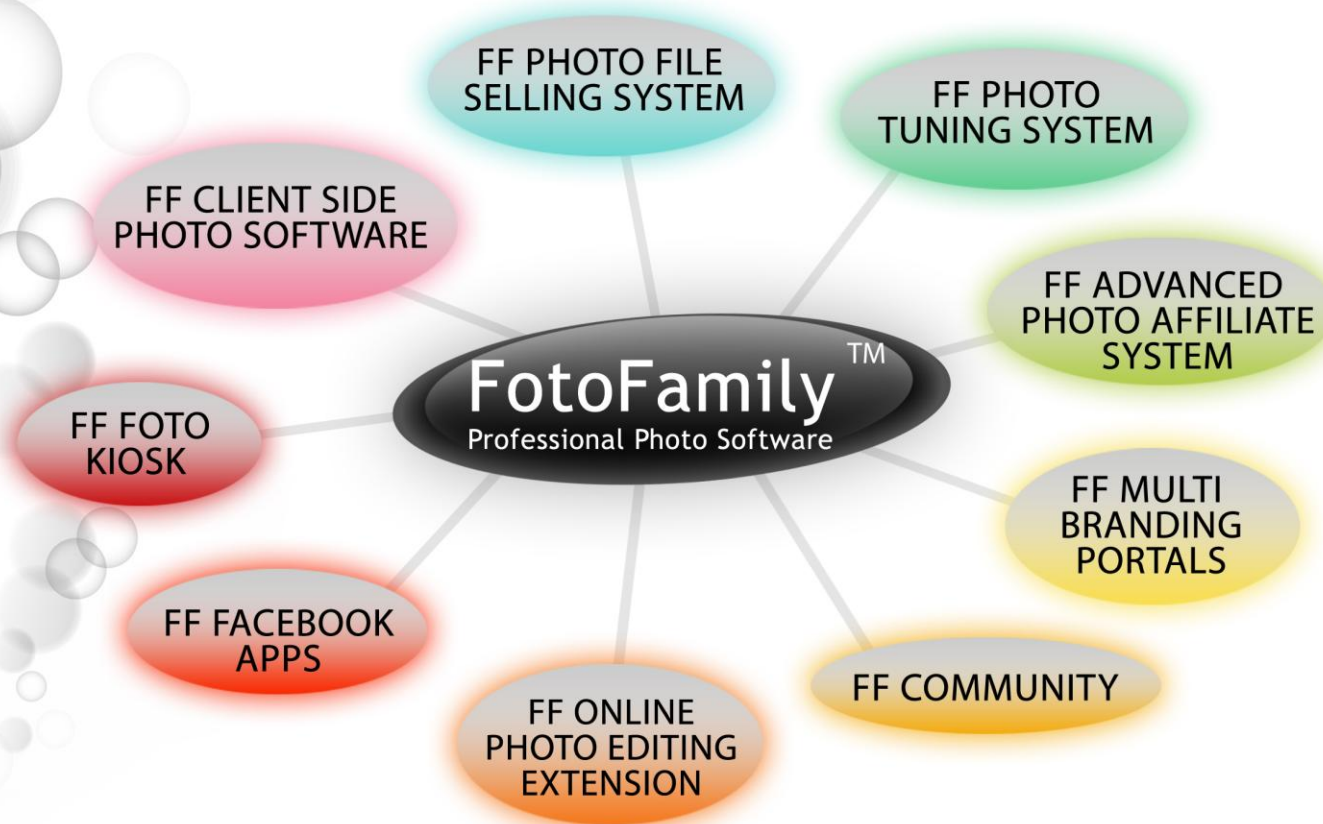 FF PHOTO FILE
SELLING SYSTEM
FF PHOTO
TUNING SYSTEM
FF CLIENT SIDE
PHOTO SOFTWARE
FF ADVANCED
PHOTO AFFILIATE
SYSTEM
FotoFamily TM
Professional Photo Software
FF FOTO
KIOSK
FF MULTI
BRANDING
PORTALS
FF FACEBOOK
APPS
FF COMMUNITY
FF ONLINE
PHOTO EDITING
EXTENSION